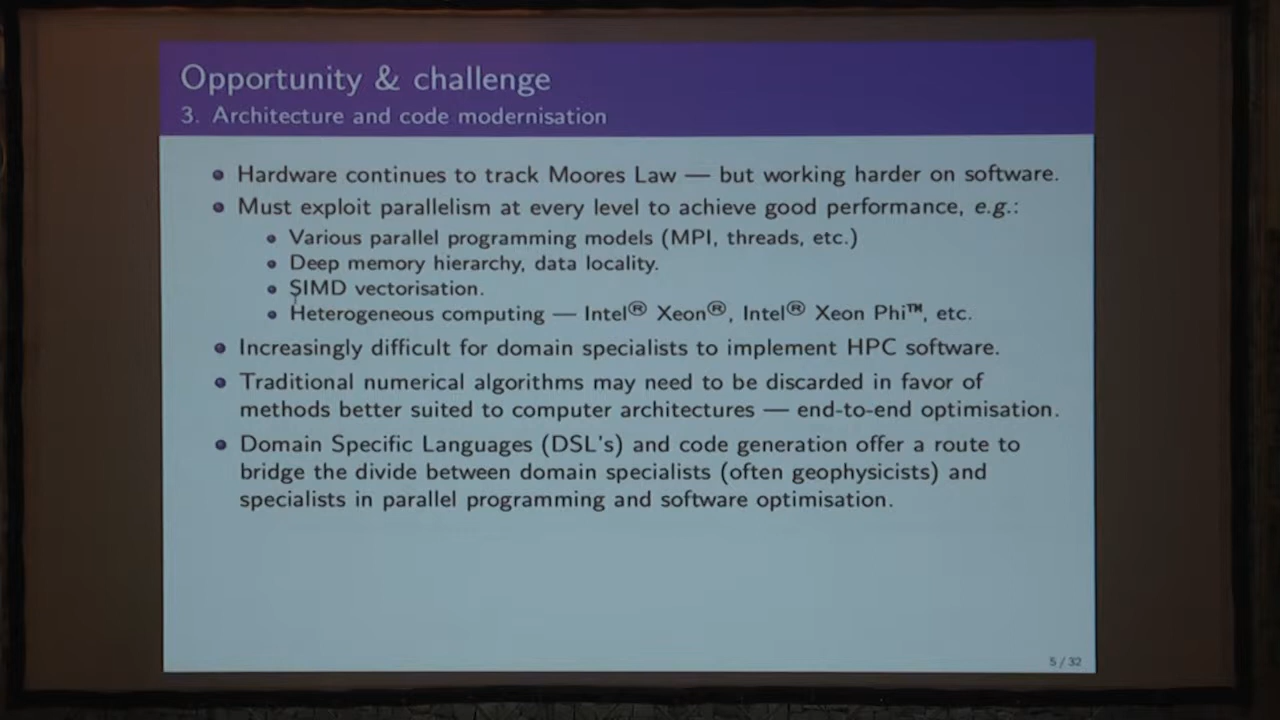 Opportunity & challenge
3. Architecture and code modernisation
Hardware continues to track Moores Law — but working harder on software.
Must exploit parallelism at every level to achieve good performance, e.g.:
Various parallel programming models (MPI, threads, etc.)
Deep memory hierarchy, data locality.
SIMD vectorisation.
Heterogeneous computing — Intel® Xeon®, Intel® Xeon Phi™, etc.
Increasingly difficult for domain specialists to implement HPC software.
Traditional numerical algorithms may need to be discarded in favor of
methods better suited to computer architectures — end-to-end optimisation.
Domain Specific Languages (DSL's) and code generation offer a route to
bridge the divide between domain specialists (often geophysicists) and
specialists in parallel programming and software optimisation.
5 / 32